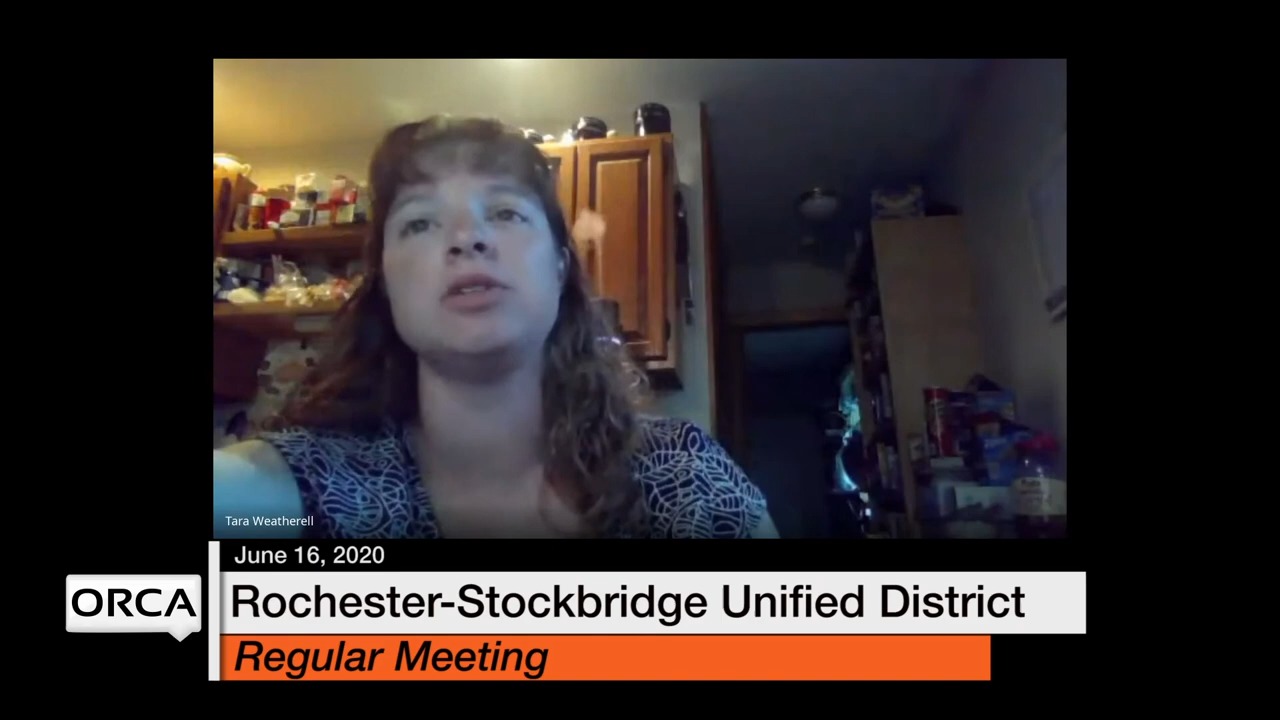 Tara Weatherell
June 16, 2020
ORCA
Rochester-Stockbridge Unified District
Regular Meeting